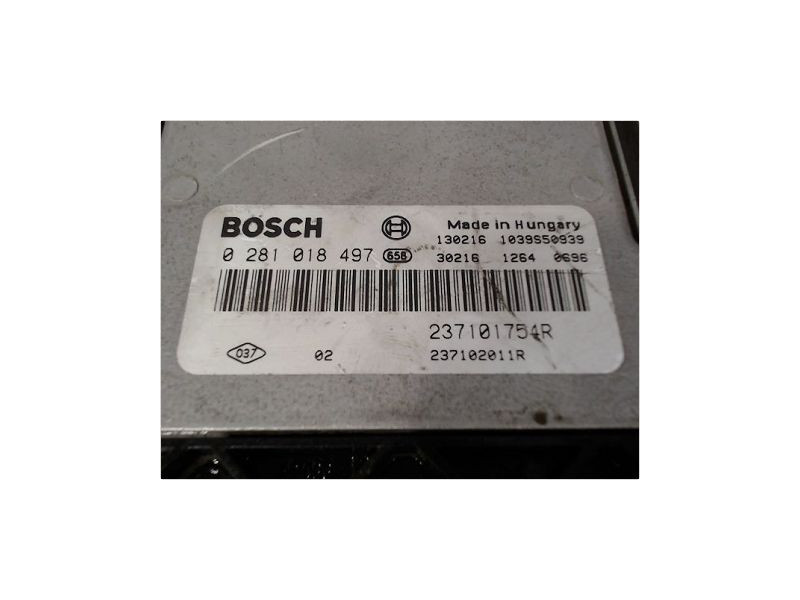 BOSCH
Made in Hungary
130216 1039S50939
0 281 018 497 658
30216 1264 0696
237101754R
037 02
237102011R